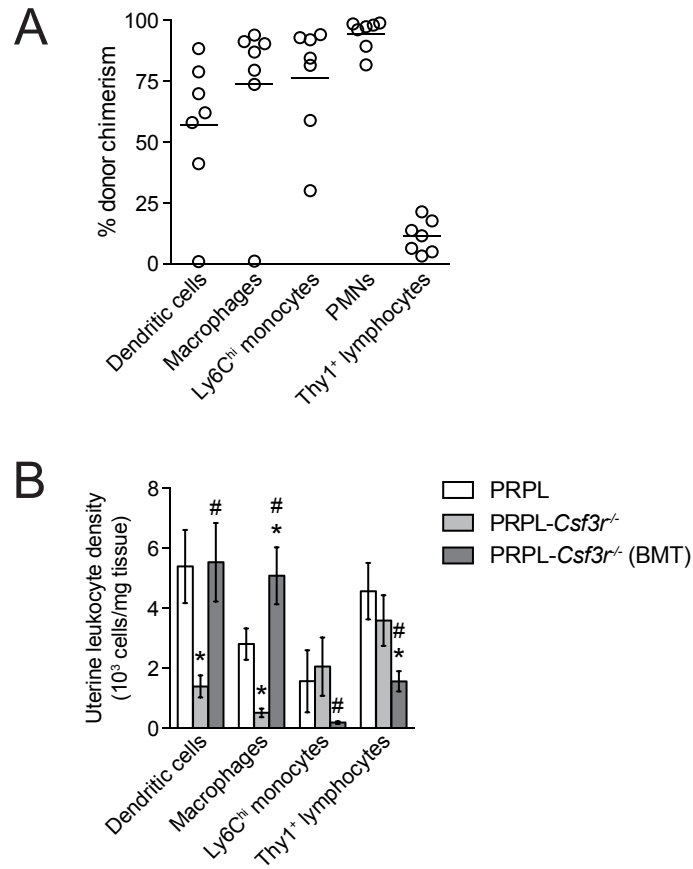 A
% donor chimerism
100
75
50
25
0
Dendritic cells
Macrophages
Ly6Cʰⁱ monocytes
PMNs
Thy1⁺ lymphocytes
B
Uterine leukocyte density
(10³ cells/mg tissue)
8
6
4
2
0
*
#
*
#
*
#
#
*
Dendritic cells
Macrophages
Ly6Cʰⁱ monocytes
Thy1⁺ lymphocytes
PRPL
PRPL-Csf3r⁻/⁻
PRPL-Csf3r⁻/⁻ (BMT)